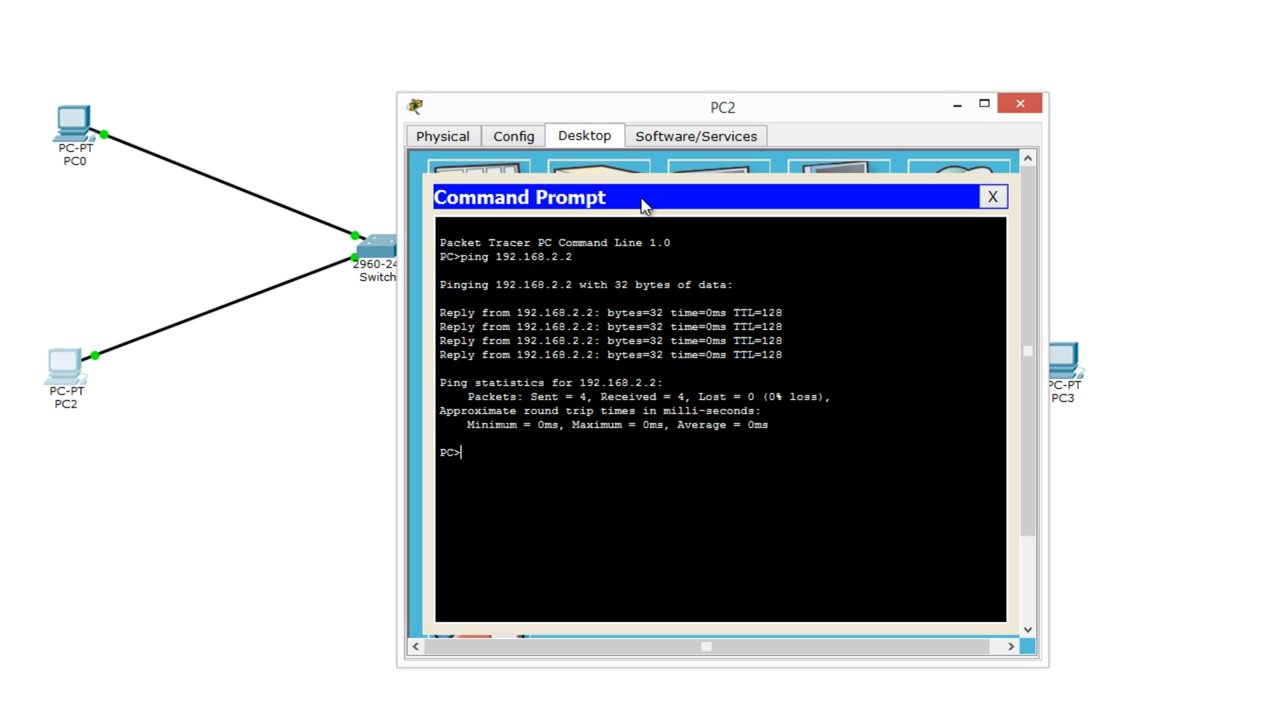 PC-PT
PC0
2960-24
Switch
PC-PT
PC2
PC2
Physical
Config
Desktop
Software/Services
Command Prompt
X
Packet Tracer PC Command Line 1.0
PC>ping 192.168.2.2
Pinging 192.168.2.2 with 32 bytes of data:
Reply from 192.168.2.2: bytes=32 time=0ms TTL=128
Reply from 192.168.2.2: bytes=32 time=0ms TTL=128
Reply from 192.168.2.2: bytes=32 time=0ms TTL=128
Reply from 192.168.2.2: bytes=32 time=0ms TTL=128
Ping statistics for 192.168.2.2:
Packets: Sent = 4, Received = 4, Lost = 0 (0% loss),
Approximate round trip times in milli-seconds:
Minimum = 0ms, Maximum = 0ms, Average = 0ms
PC>
PC-PT
PC3